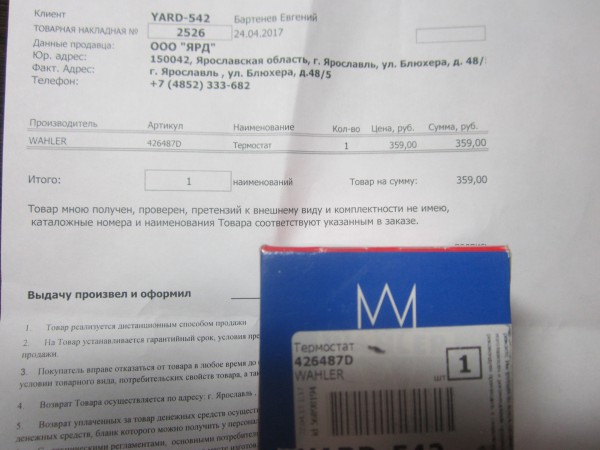 Клиент YARD-542 Бартенев Евгений
ТОВАРНАЯ НАКЛАДНАЯ № 2526 24.04.2017
Данные продавца: ООО "ЯРД"
Юр. адрес: 150042, Ярославская область, г. Ярославль, ул. Блюхера, д. 48/
Факт. Адрес: г. Ярославль , ул. Блюхера, д.48/5
Телефон: +7 (4852) 333-682
Производитель Артикул Наименование Кол-во Цена, руб. Сумма, руб.
WAHLER 426487D Термостат 1 359,00 359,00
Итого: 1 наименований Товар на сумму: 359,00
Товар мною получен, проверен, претензий к внешнему виду и комплектности не имею,
каталожные номера и наименования Товара соответствуют указанным в заказе.
Выдачу произвел и оформил
1. Товар реализуется дистанционным способом продажи
2. На Товар устанавливается гарантийный срок, условия
продажи.
3. Покупатель вправе отказаться от товара в любое время до
условии товарного вида, потребительских свойств товара, а
4. Возврат Товара осуществляется по адресу: г. Ярославль ,
5. Возврат уплаченных за товар денежных средств
денежных средств, бланк которого можно получить у
регламентами, основными
Термостат
426487D
WAHLER
шт 1
YARD-542